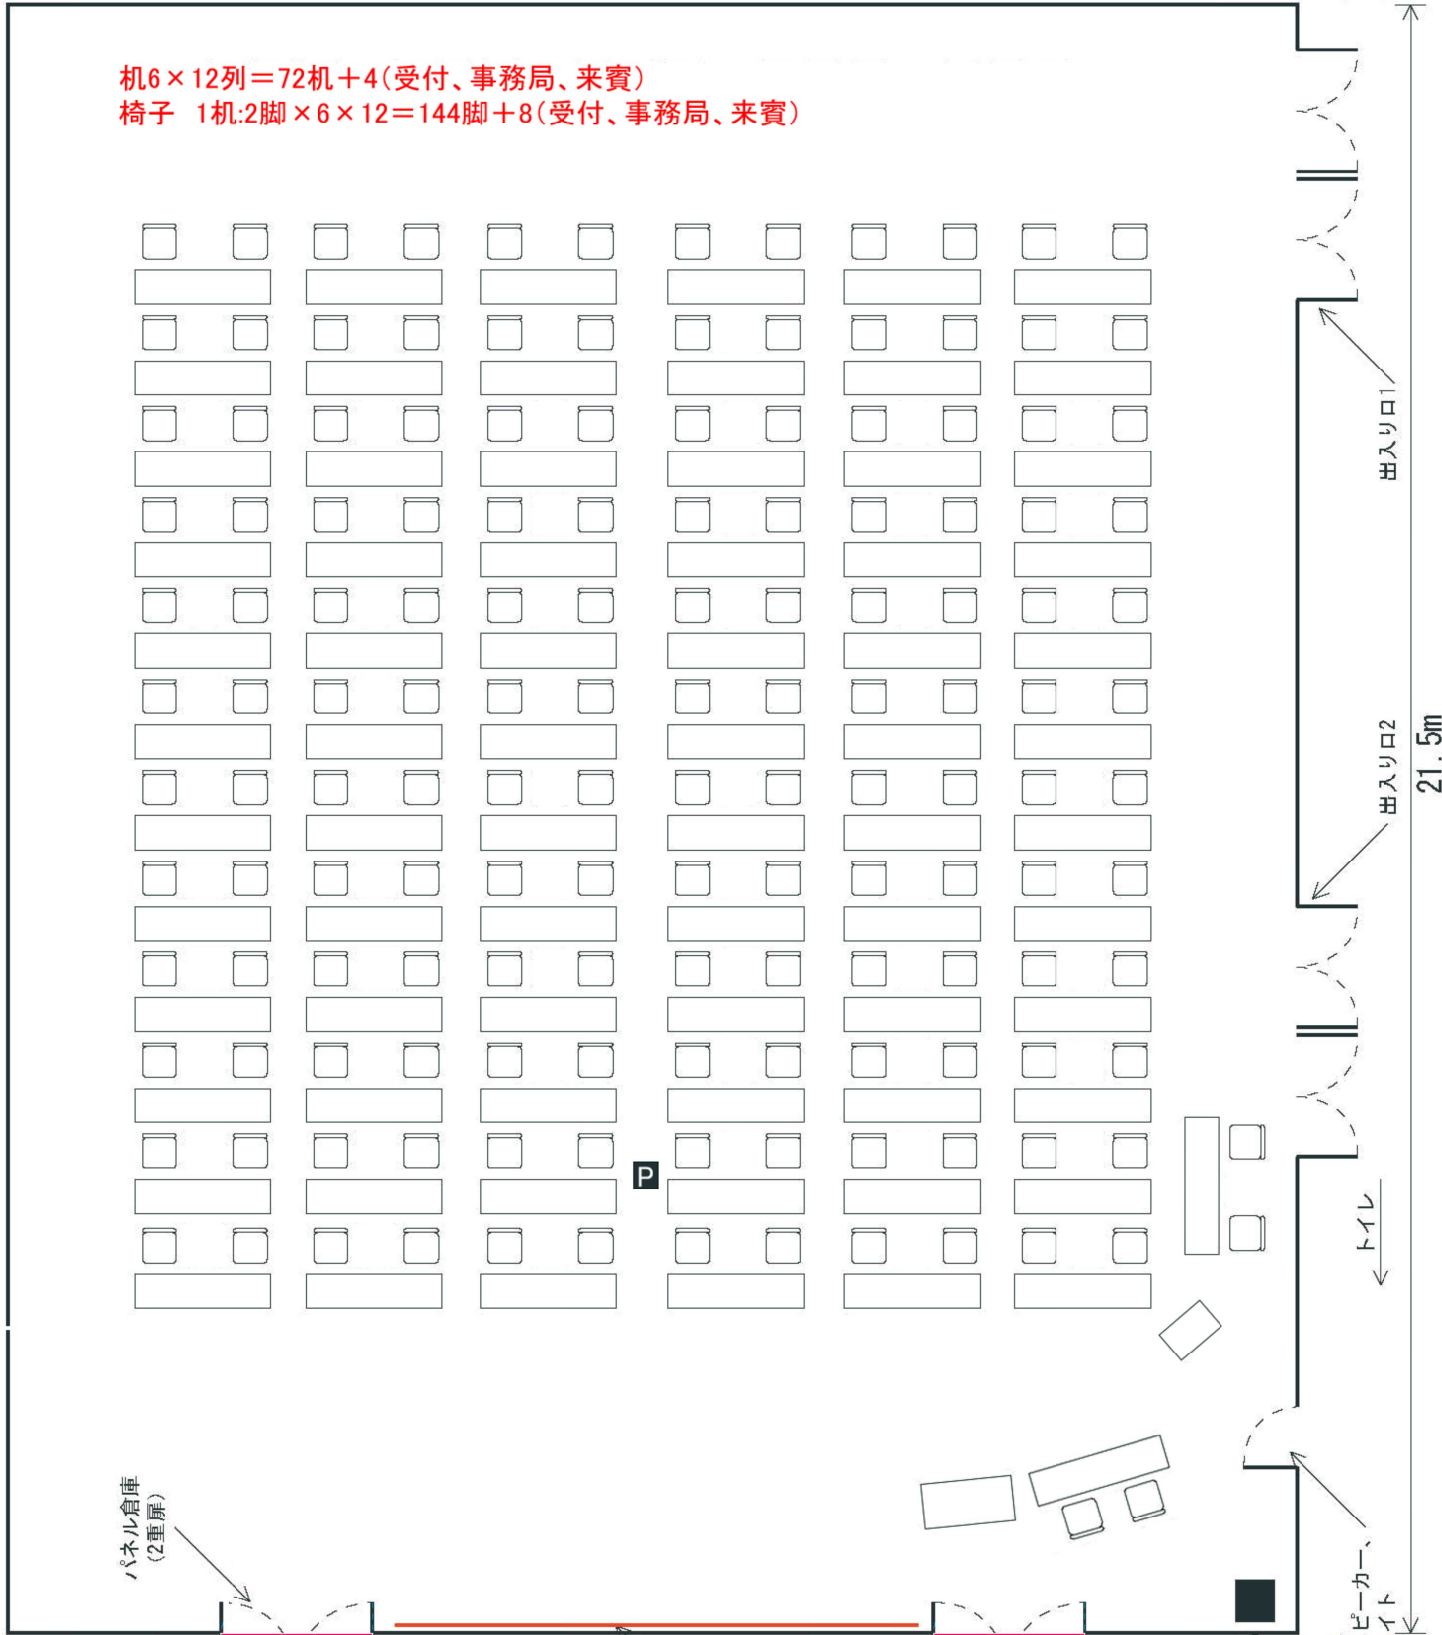 机6×12列＝72机＋4（受付、事務局、来賓）
椅子 1机:2脚×6×12＝144脚＋8（受付、事務局、来賓）
出入り口1
出入り口2
21.5m
P
トイレ
パネル倉庫
（2重扉）
ピーカー、
イト